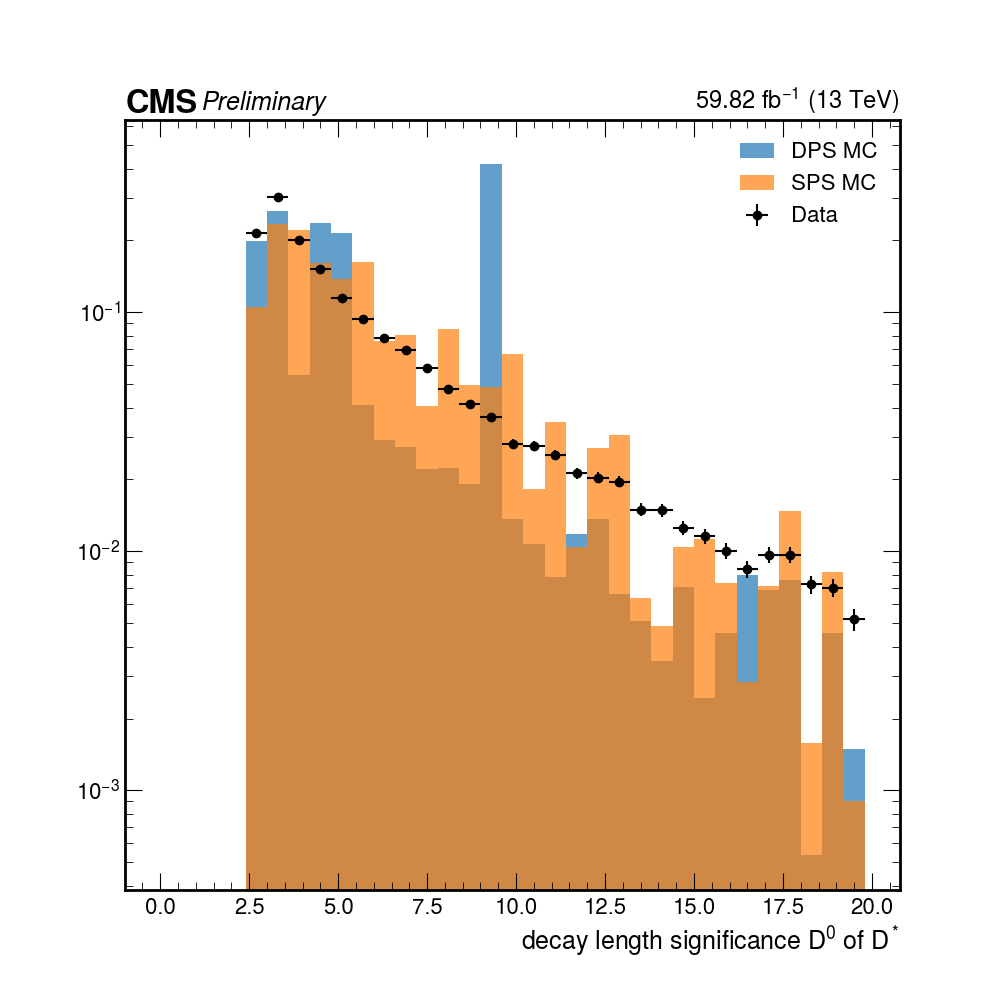 CMS Preliminary 59.82 fb⁻¹ (13 TeV)
DPS MC
SPS MC
Data
10⁻¹
10⁻²
10⁻³
0.0 2.5 5.0 7.5 10.0 12.5 15.0 17.5 20.0
decay length significance D⁰ of D*